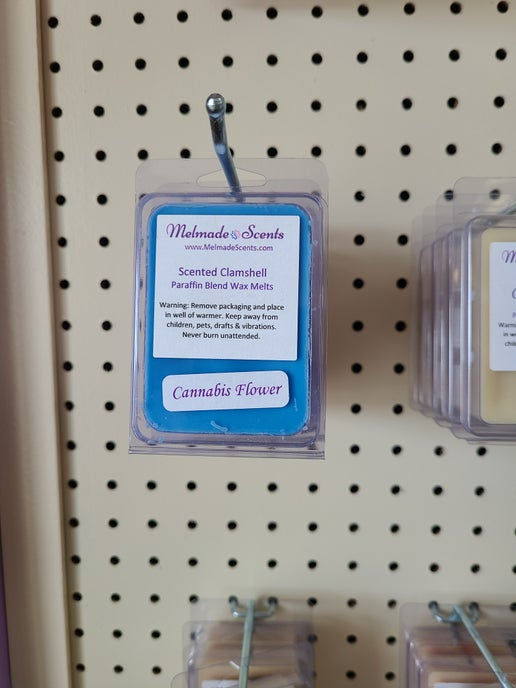 Melmade Scents
www.MelmadeScents.com
Scented Clamshell
Paraffin Blend Wax Melts
Warning: Remove packaging and place
in well of warmer. Keep away from
children, pets, drafts & vibrations.
Never burn unattended.
Cannabis Flower